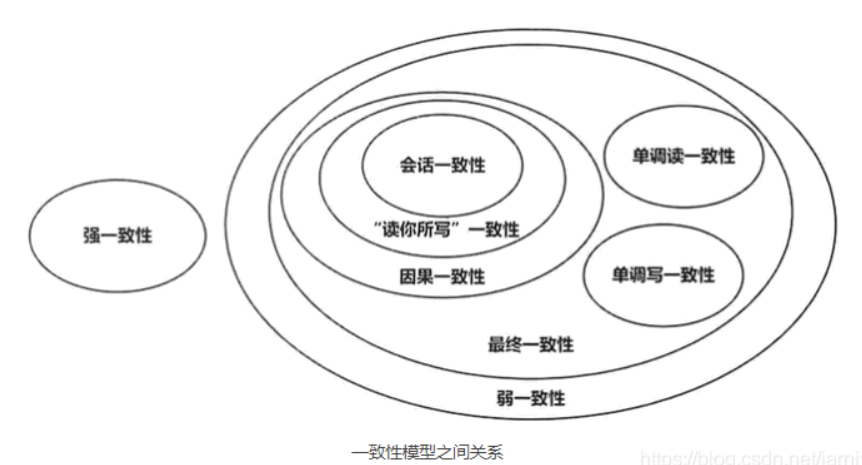 会话一致性
单调读一致性
“读你所写”一致性
强一致性
因果一致性
单调写一致性
最终一致性
弱一致性
一致性模型之间关系
https://blog.csdn.net/jarni